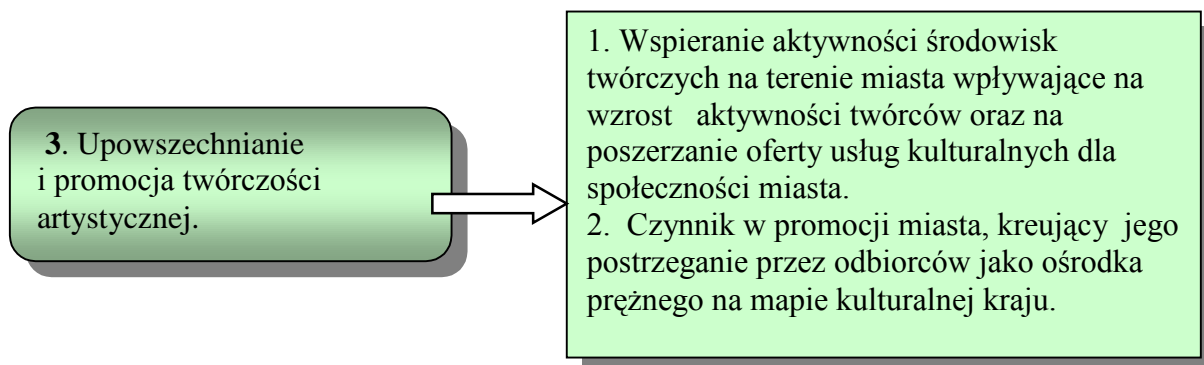 3. Upowszechnianie
i promocja twórczości
artystycznej.
1. Wspieranie aktywności środowisk
twórczych na terenie miasta wpływające na
wzrost aktywności twórców oraz na
poszerzanie oferty usług kulturalnych dla
społeczności miasta.
2. Czynnik w promocji miasta, kreujący jego
postrzeganie przez odbiorców jako ośrodka
prężnego na mapie kulturalnej kraju.